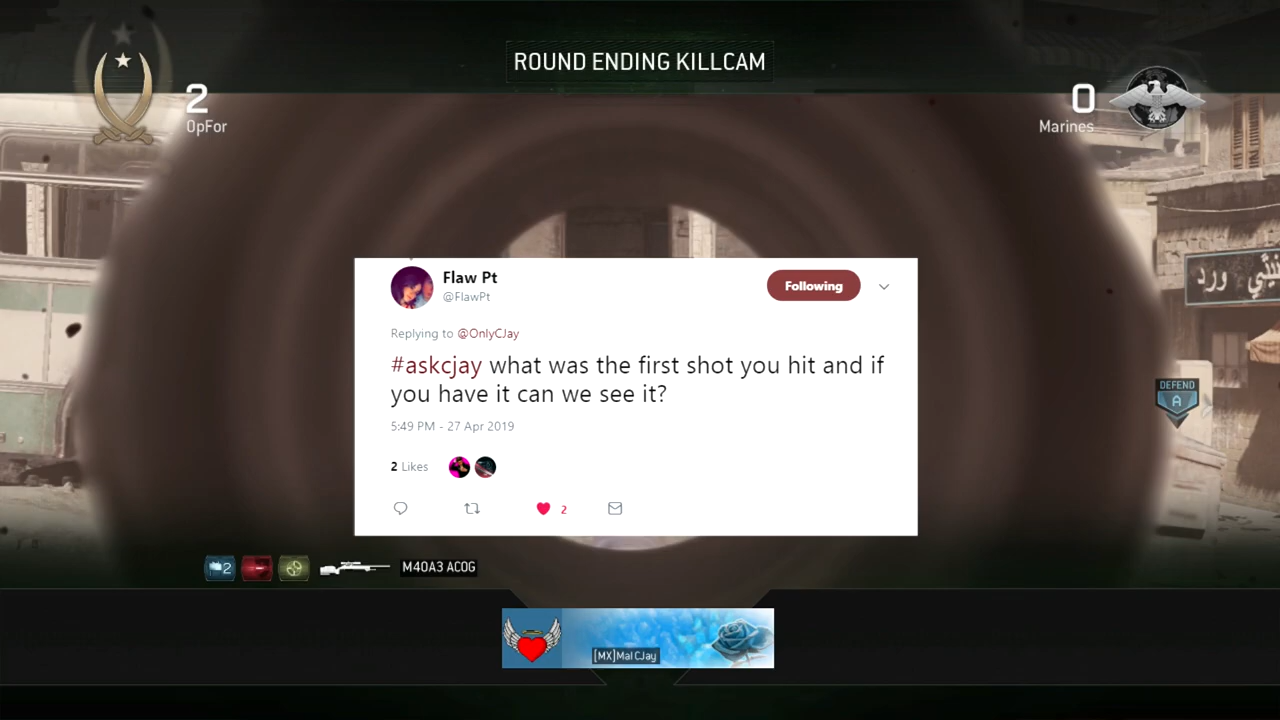 ROUND ENDING KILLCAM
2
OpFor
0
Marines
Flaw Pt
@FlawPt
Following
Replying to @OnlyCJay
#askcjay what was the first shot you hit and if
you have it can we see it?
5:49 PM - 27 Apr 2019
2 Likes
2
ورد
DEFEND
A
2
M40A3 ACOG
[MX]Mal CJay